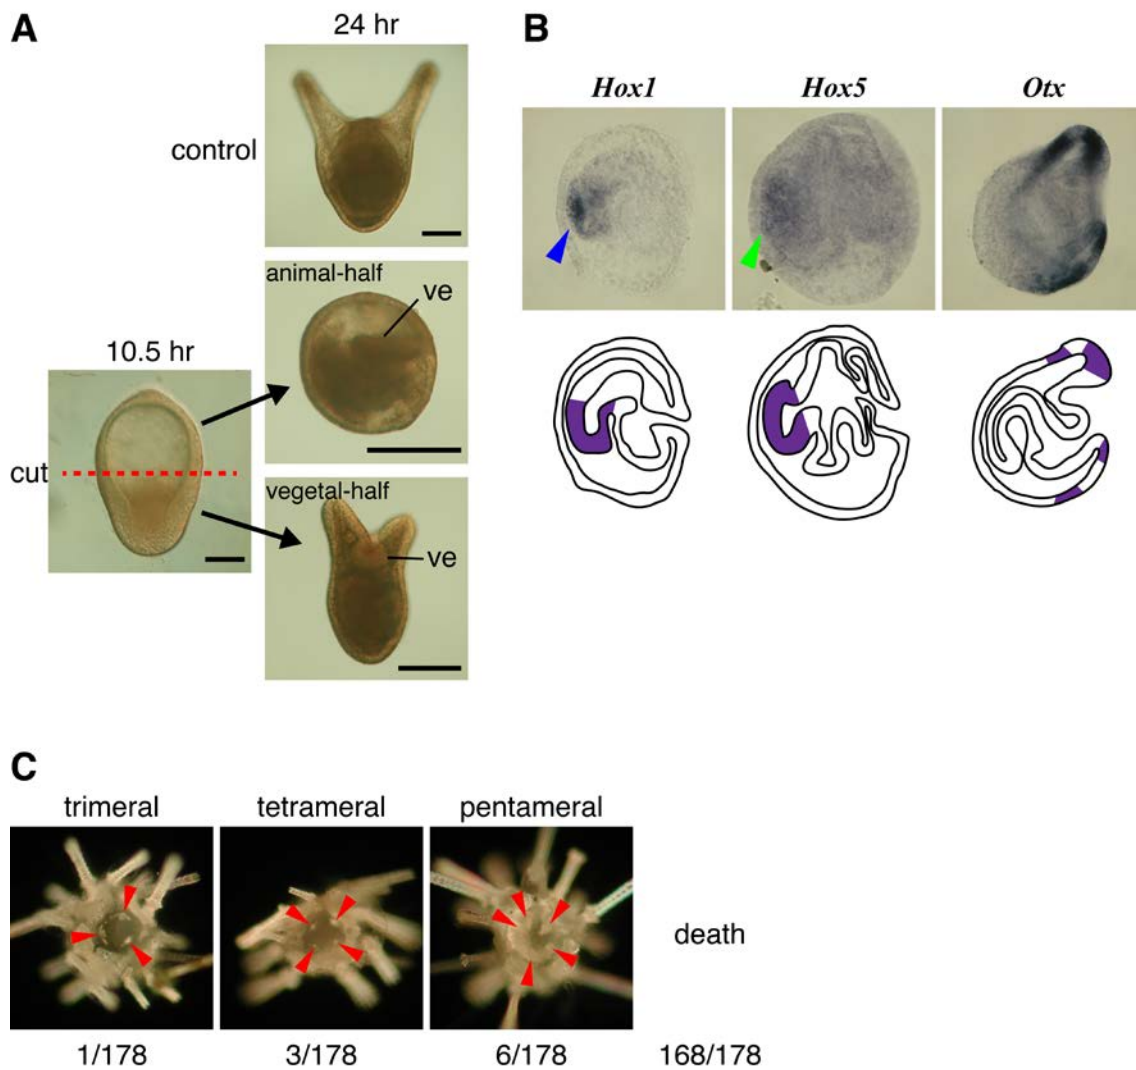 A
24 hr
control
animal-half
ve
10.5 hr
cut
vegetal-half
ve
B
Hox1
Hox5
Otx
C
trimeral
tetrameral
pentameral
death
1/178
3/178
6/178
168/178